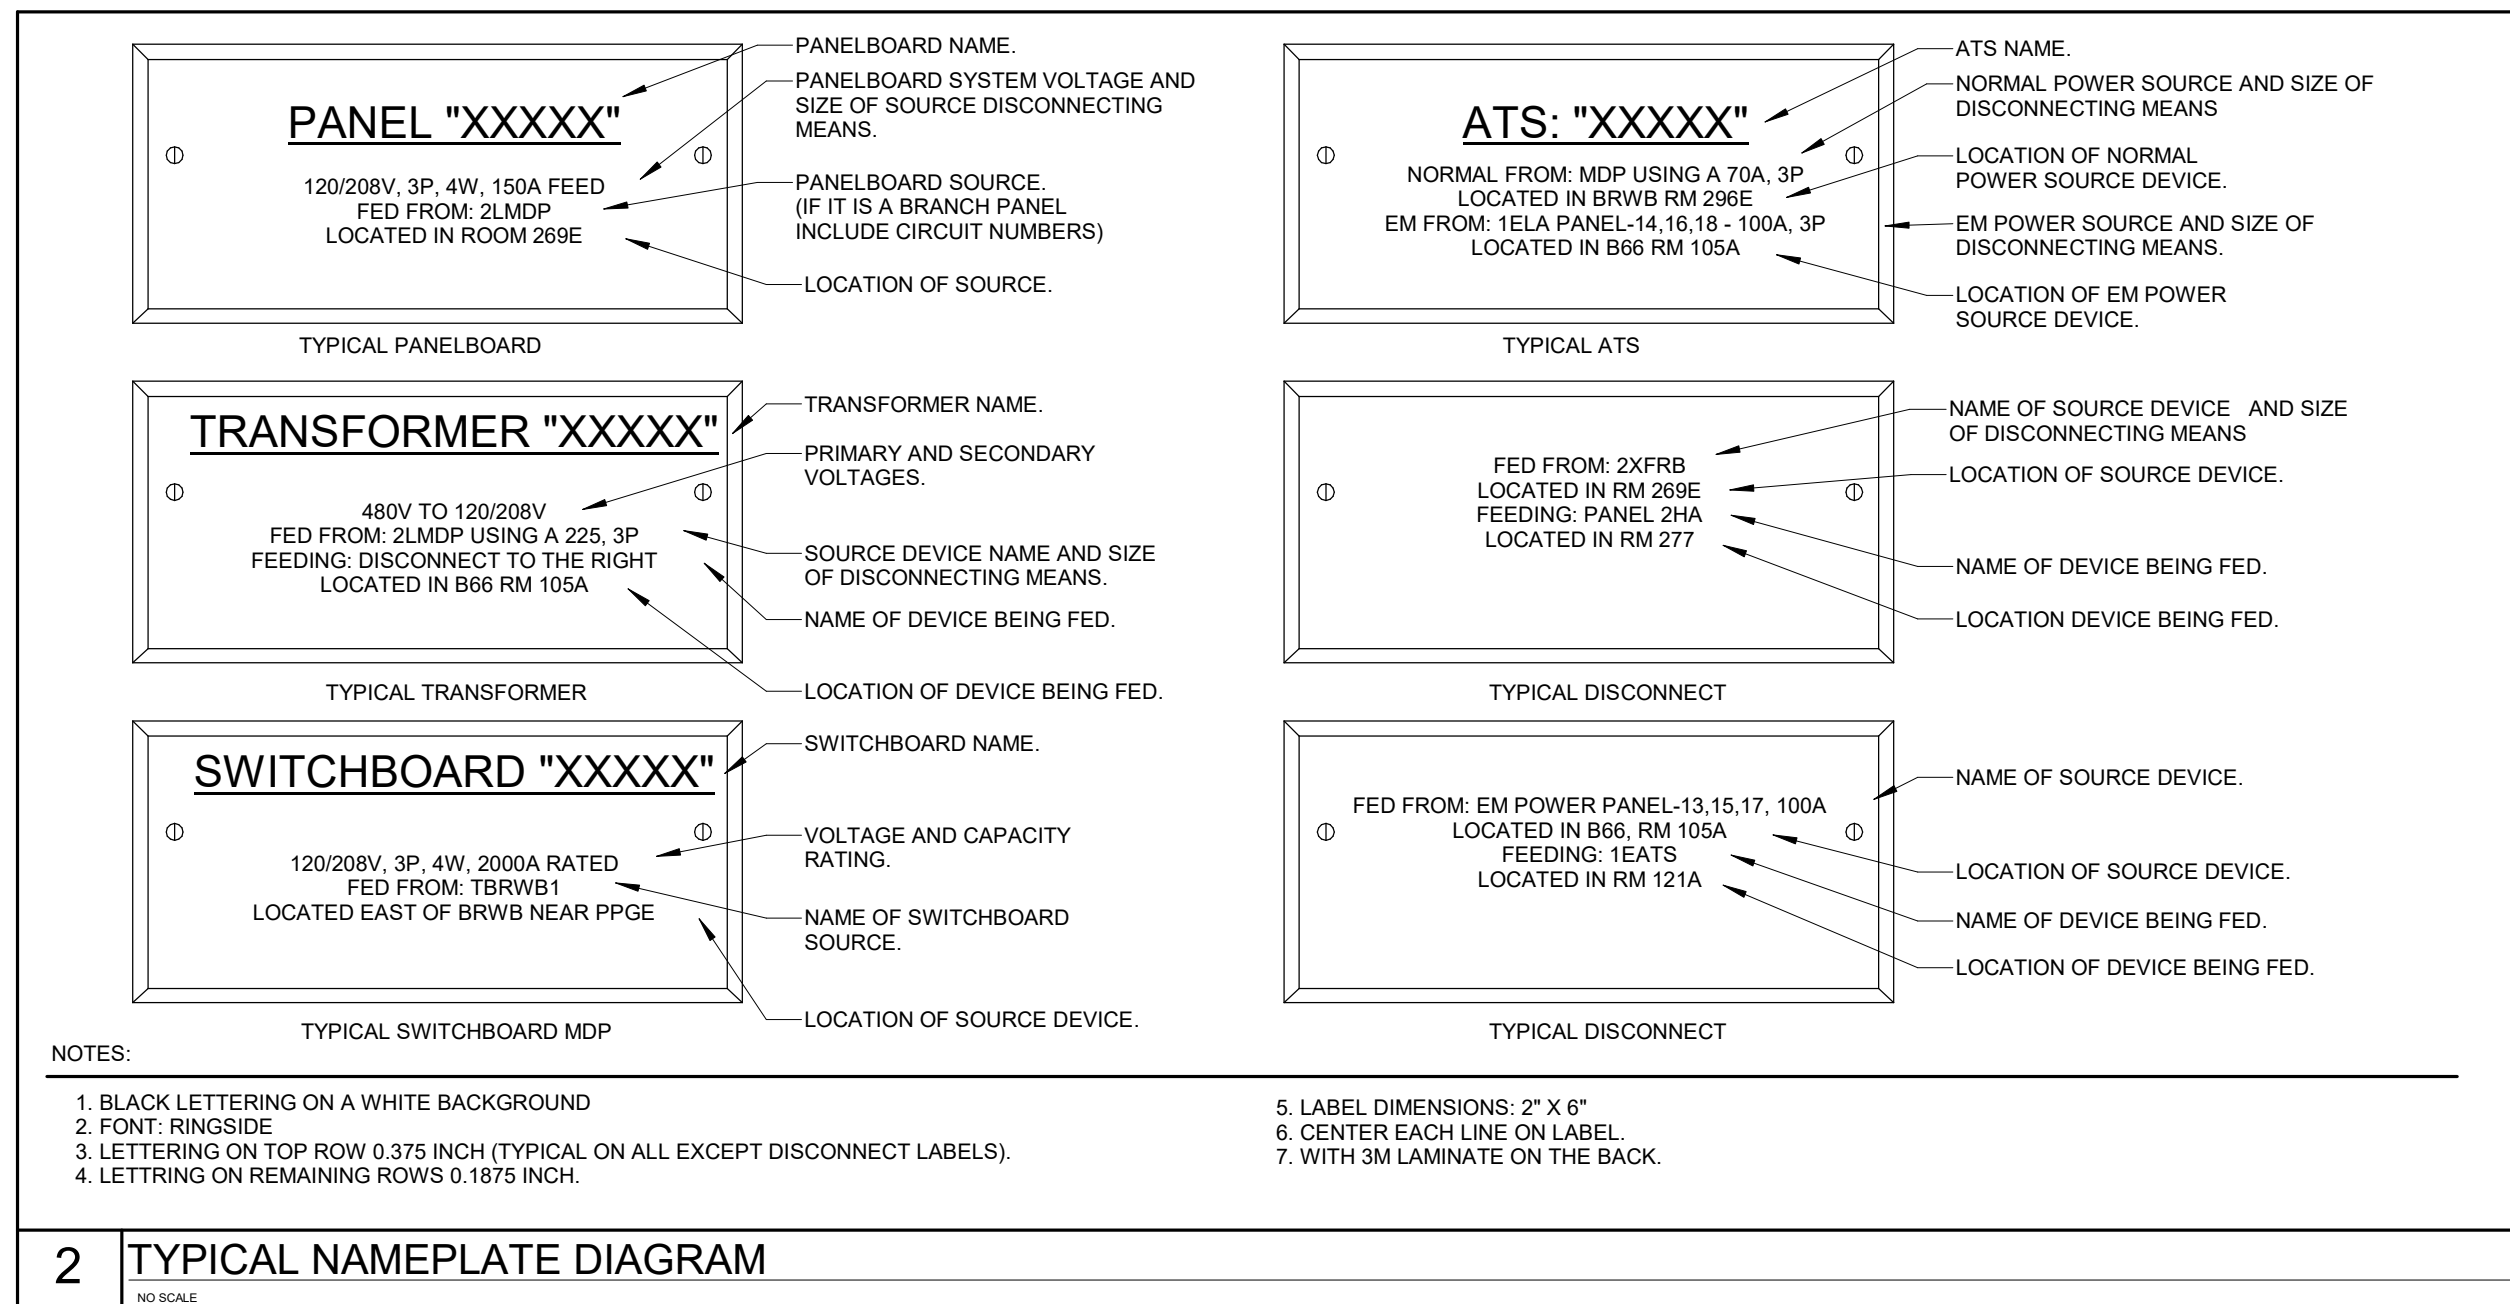 PANEL "XXXXX"
120/208V, 3P, 4W, 150A FEED
FED FROM: 2LMDP
LOCATED IN ROOM 269E
PANELBOARD NAME.
PANELBOARD SYSTEM VOLTAGE AND
SIZE OF SOURCE DISCONNECTING
MEANS.
PANELBOARD SOURCE.
(IF IT IS A BRANCH PANEL
INCLUDE CIRCUIT NUMBERS)
LOCATION OF SOURCE.
TYPICAL PANELBOARD
ATS: "XXXXX"
NORMAL FROM: MDP USING A 70A, 3P
LOCATED IN BRWB RM 296E
EM FROM: 1ELA PANEL-14,16,18 - 100A, 3P
LOCATED IN B66 RM 105A
ATS NAME.
NORMAL POWER SOURCE AND SIZE OF
DISCONNECTING MEANS
LOCATION OF NORMAL
POWER SOURCE DEVICE.
EM POWER SOURCE AND SIZE OF
DISCONNECTING MEANS.
LOCATION OF EM POWER
SOURCE DEVICE.
TYPICAL ATS
TRANSFORMER "XXXXX"
480V TO 120/208V
FED FROM: 2LMDP USING A 225, 3P
FEEDING: DISCONNECT TO THE RIGHT
LOCATED IN B66 RM 105A
TRANSFORMER NAME.
PRIMARY AND SECONDARY
VOLTAGES.
SOURCE DEVICE NAME AND SIZE
OF DISCONNECTING MEANS.
NAME OF DEVICE BEING FED.
LOCATION OF DEVICE BEING FED.
TYPICAL TRANSFORMER
FED FROM: 2XFRB
LOCATED IN RM 269E
FEEDING: PANEL 2HA
LOCATED IN RM 277
NAME OF SOURCE DEVICE AND SIZE
OF DISCONNECTING MEANS
LOCATION OF SOURCE DEVICE.
NAME OF DEVICE BEING FED.
LOCATION DEVICE BEING FED.
TYPICAL DISCONNECT
SWITCHBOARD "XXXXX"
120/208V, 3P, 4W, 2000A RATED
FED FROM: TBRWB1
LOCATED EAST OF BRWB NEAR PPGE
SWITCHBOARD NAME.
VOLTAGE AND CAPACITY
RATING.
NAME OF SWITCHBOARD
SOURCE.
LOCATION OF SOURCE DEVICE.
TYPICAL SWITCHBOARD MDP
FED FROM: EM POWER PANEL-13,15,17, 100A
LOCATED IN B66, RM 105A
FEEDING: 1EATS
LOCATED IN RM 121A
NAME OF SOURCE DEVICE.
LOCATION OF SOURCE DEVICE.
NAME OF DEVICE BEING FED.
LOCATION OF DEVICE BEING FED.
TYPICAL DISCONNECT
NOTES:
1. BLACK LETTERING ON A WHITE BACKGROUND
2. FONT: RINGSIDE
3. LETTERING ON TOP ROW 0.375 INCH (TYPICAL ON ALL EXCEPT DISCONNECT LABELS).
4. LETTRING ON REMAINING ROWS 0.1875 INCH.
5. LABEL DIMENSIONS: 2" X 6"
6. CENTER EACH LINE ON LABEL.
7. WITH 3M LAMINATE ON THE BACK.
2
TYPICAL NAMEPLATE DIAGRAM
NO SCALE